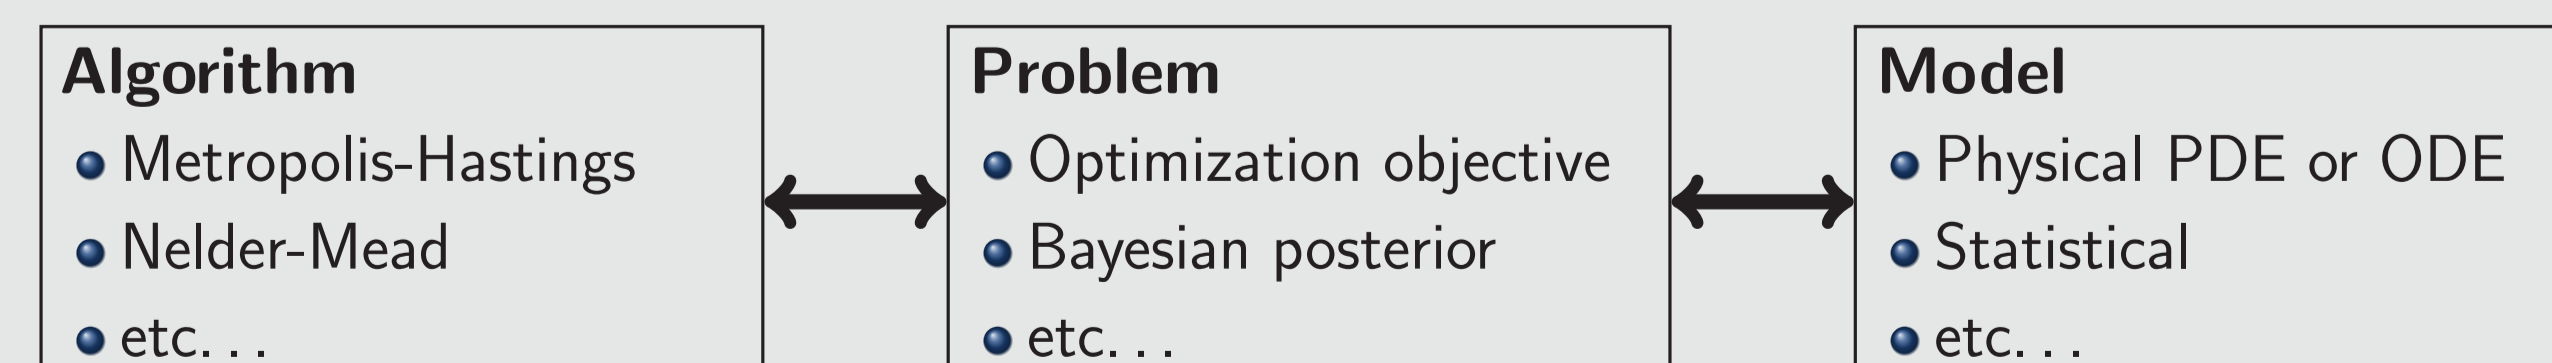 Algorithm
Metropolis-Hastings
Nelder-Mead
etc. . .
Problem
Optimization objective
Bayesian posterior
etc. . .
Model
Physical PDE or ODE
Statistical
etc. . .